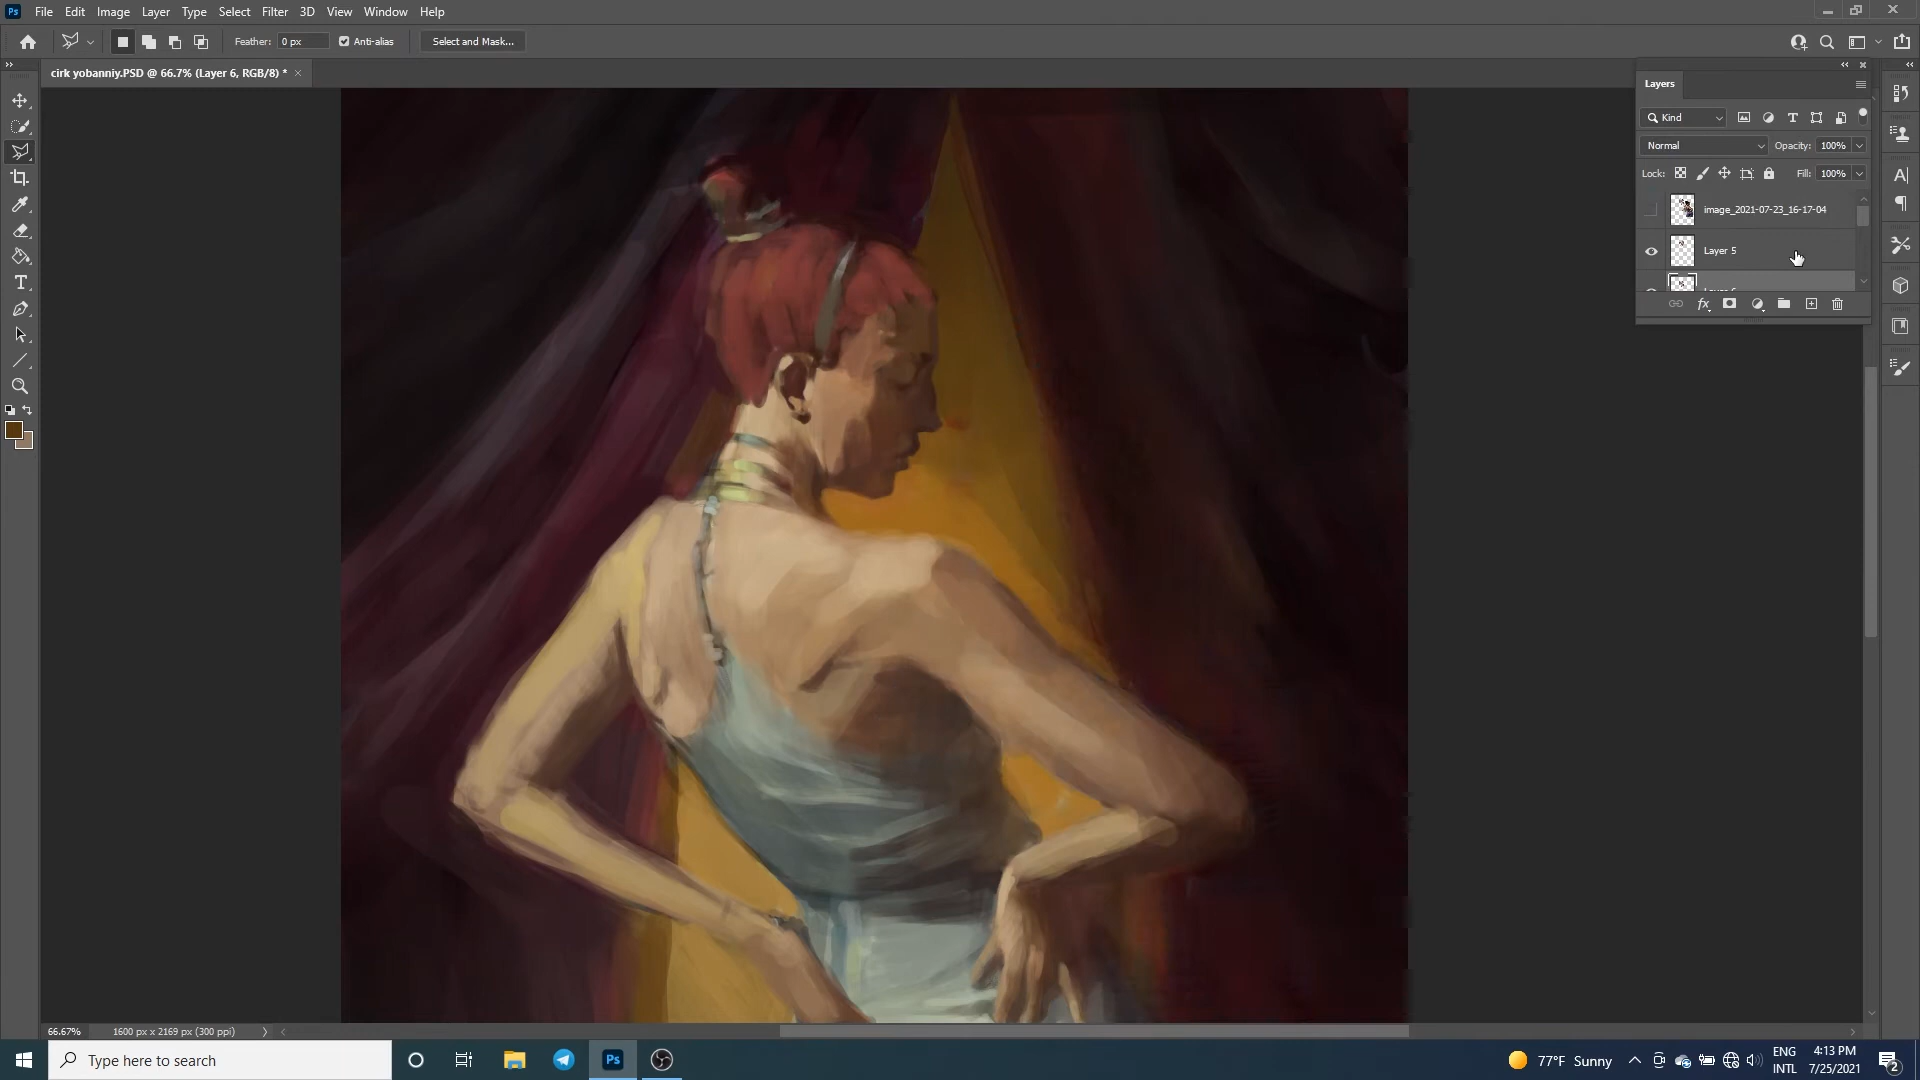 Ps File Edit Image Layer Type Select Filter 3D View Window Help
Feather: 0 px Anti-alias Select and Mask...
cirk yobanniy.PSD @ 66.7% (Layer 6, RGB/8) *
Layers
Kind
Normal Opacity: 100%
Lock: Fill: 100%
image_2021-07-23_16-17-04
Layer 5
66.67% 1600 px x 2169 px (300 ppi)
Type here to search
Ps
77°F Sunny
ENG
INTL
4:13 PM
7/25/2021
2